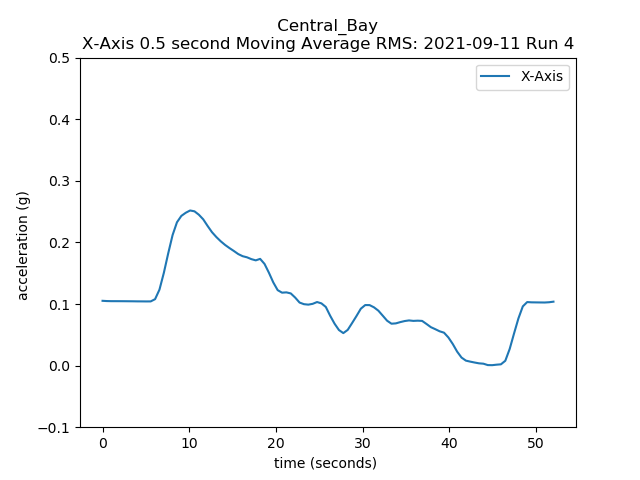 Central_Bay
X-Axis 0.5 second Moving Average RMS: 2021-09-11 Run 4
X-Axis
0.5
0.4
0.3
0.2
0.1
0.0
−0.1
acceleration (g)
0 10 20 30 40 50
time (seconds)